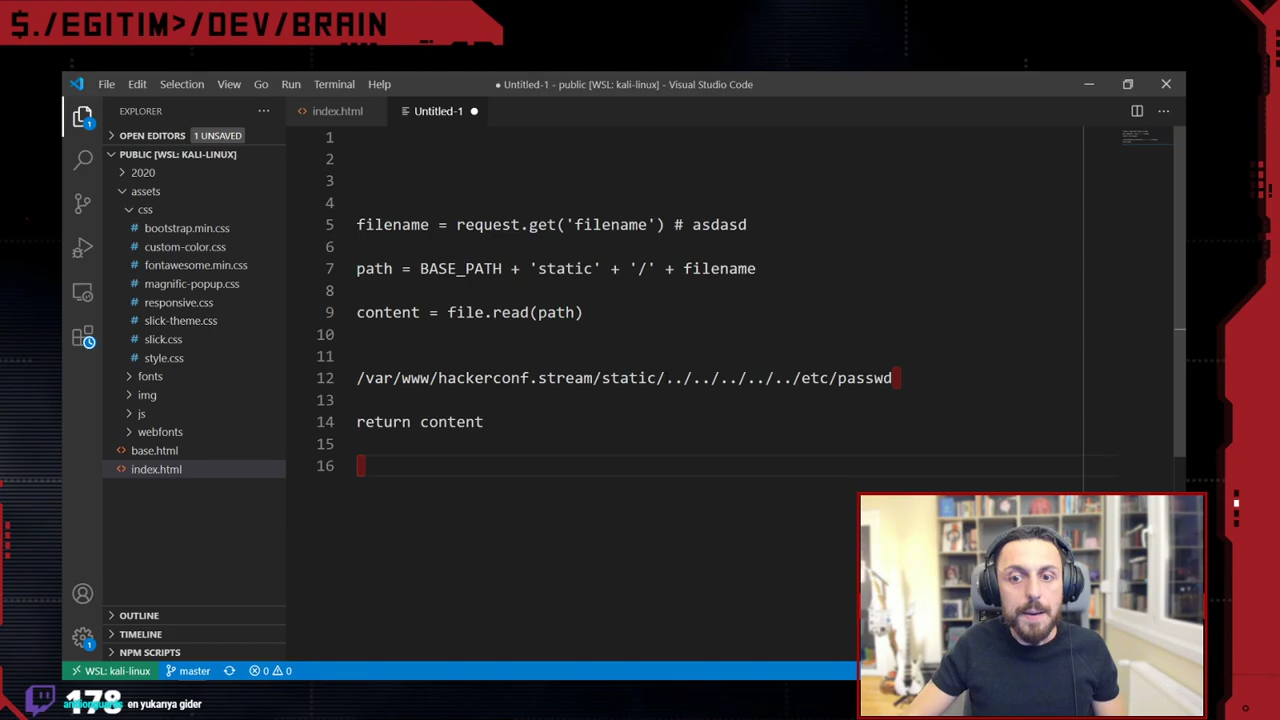 $./EGITIM>/DEV/BRAIN
File Edit Selection View Go Run Terminal Help
● Untitled-1 - public [WSL: kali-linux] - Visual Studio Code
EXPLORER
OPEN EDITORS 1 UNSAVED
PUBLIC [WSL: KALI-LINUX]
2020
assets
css
# bootstrap.min.css
# custom-color.css
# fontawesome.min.css
# magnific-popup.css
# responsive.css
# slick-theme.css
# slick.css
# style.css
fonts
img
js
webfonts
base.html
index.html
OUTLINE
TIMELINE
NPM SCRIPTS
index.html
Untitled-1
1
2
3
4
5 filename = request.get('filename') # asdasd
6
7 path = BASE_PATH + 'static' + '/' + filename
8
9 content = file.read(path)
10
11
12 /var/www/hackerconf.stream/static/../../../../../etc/passwd
13
14 return content
15
16
1
1
WSL: kali-linux master 0 0
178
en yukarıya gider